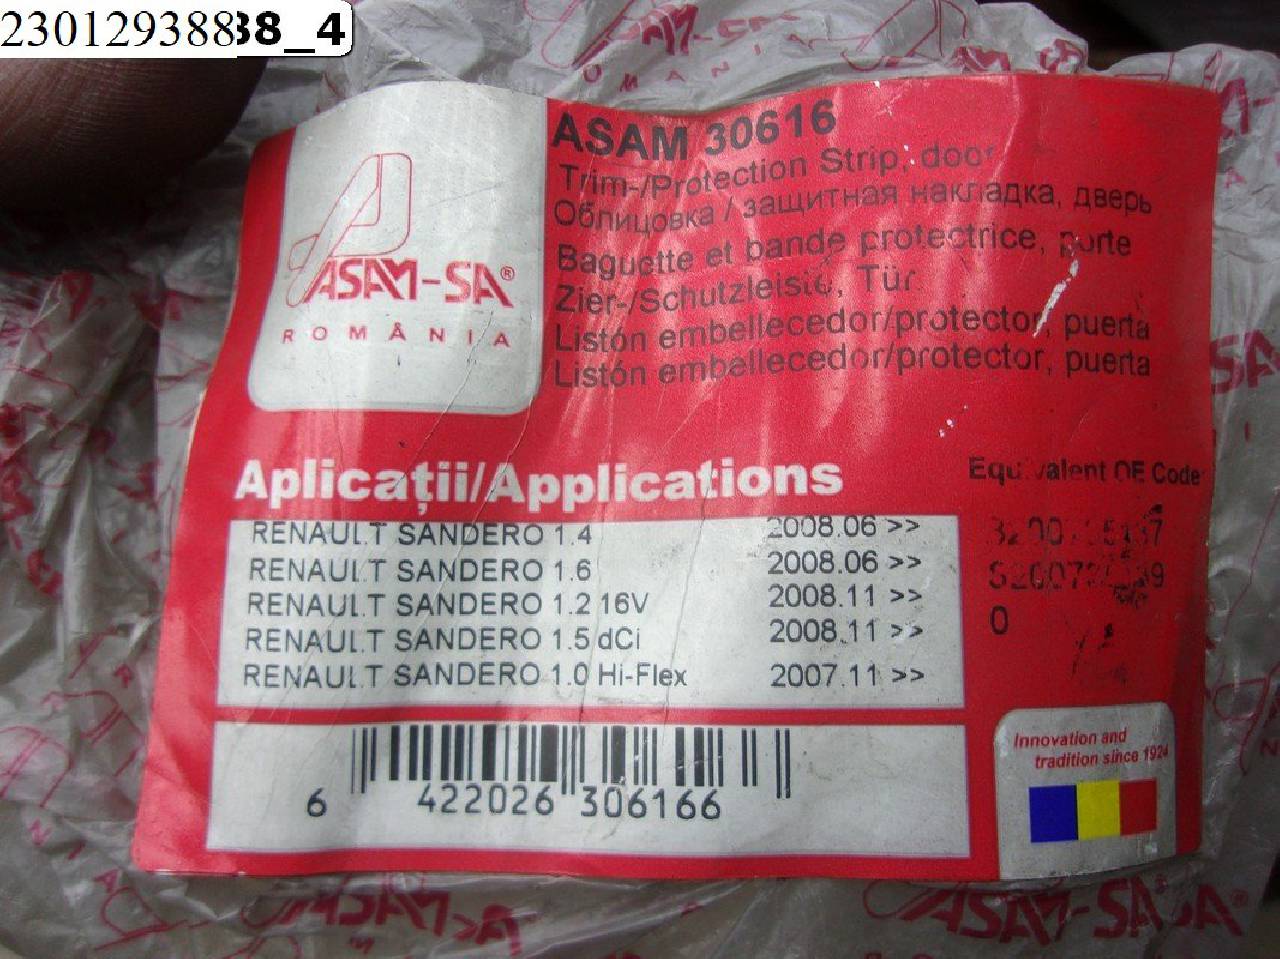 23012938838_4
ASAM 30616
Trim-/Protection Strip, door
Облицовка / защитная накладка, дверь
Baguette et bande protectrice, porte
Zier-/Schutzleiste, Tür
Listón embellecedor/protector, puerta
Listón embellecedor/protector, puerta
ASAM-SA®
ROMÂNIA
Aplicații/Applications
Equivalent OE Code
RENAULT SANDERO 1.4 2008.06 >>
RENAULT SANDERO 1.6 2008.06 >>
RENAULT SANDERO 1.2 16V 2008.11 >>
RENAULT SANDERO 1.5 dCi 2008.11 >>
RENAULT SANDERO 1.0 Hi-Flex 2007.11 >>
0
6 422026 306166
Innovation and
tradition since 1924
ASAM-SA